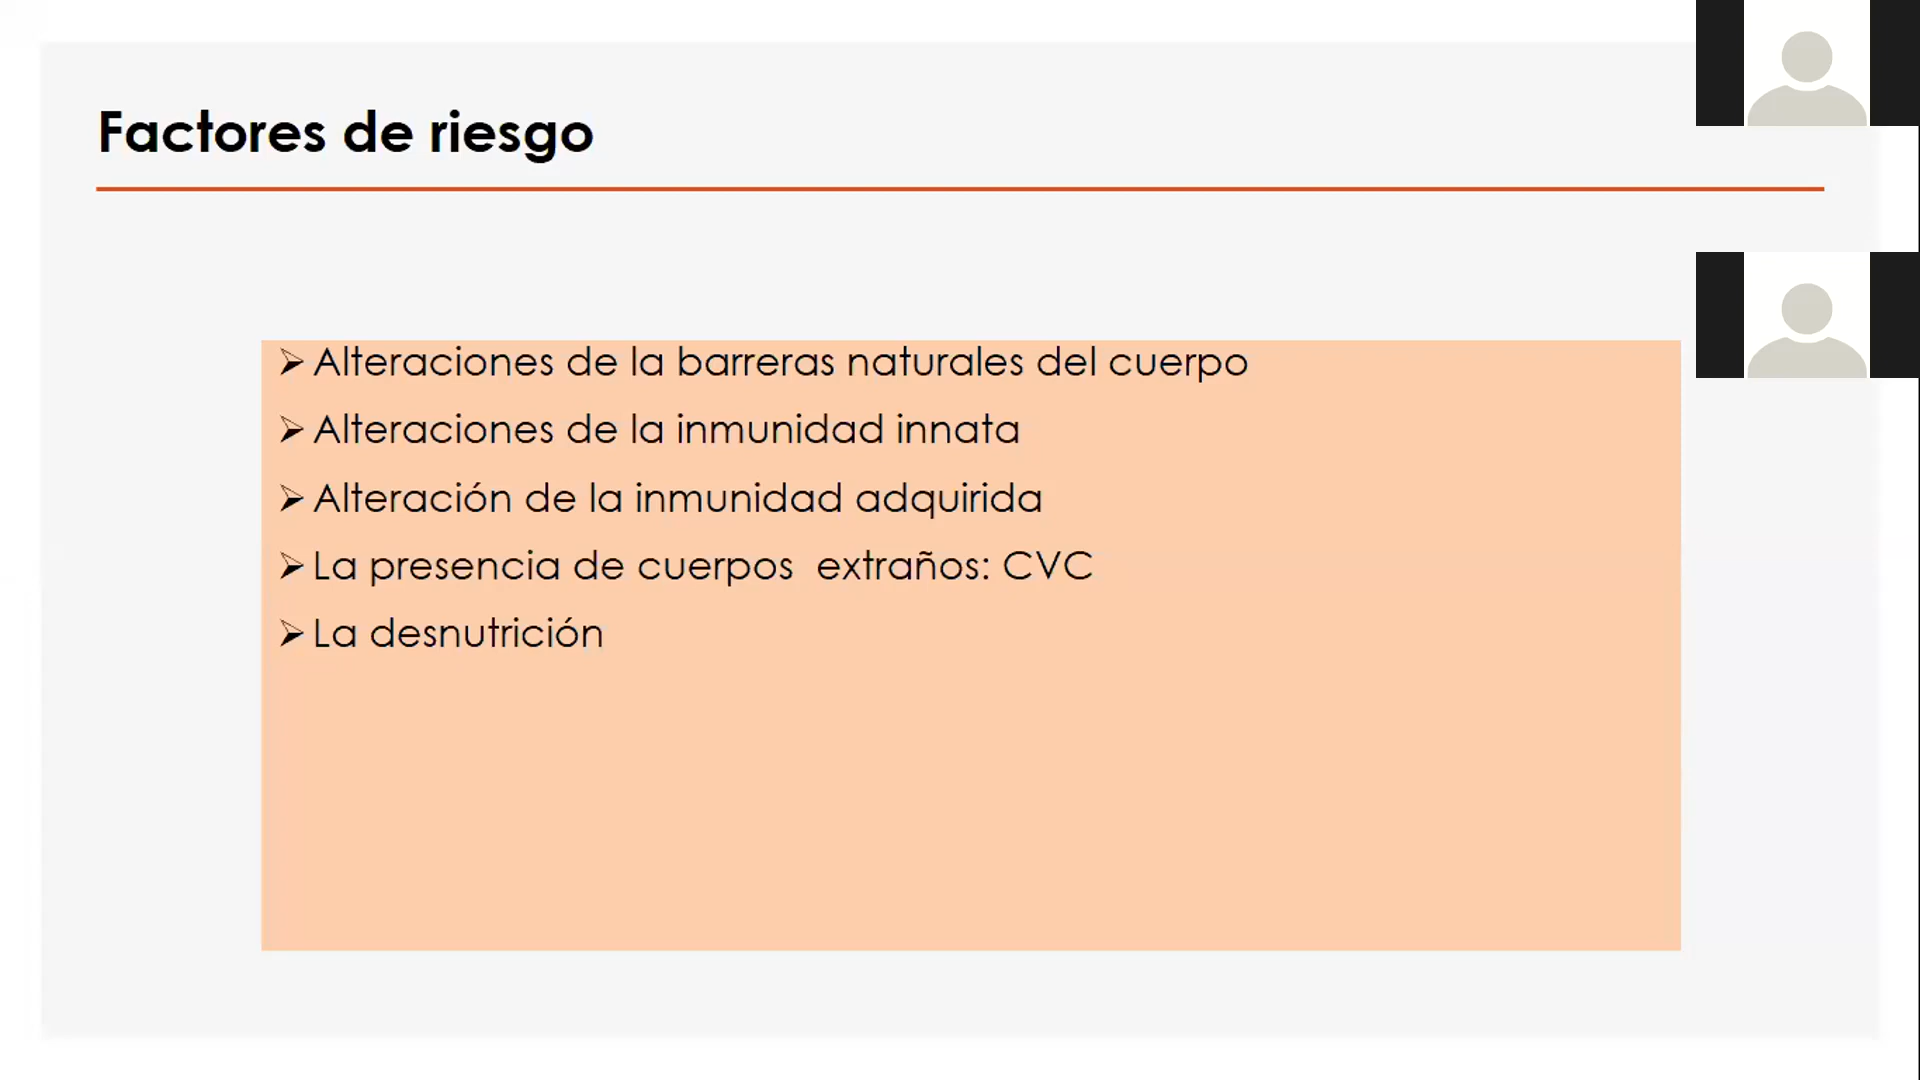 Factores de riesgo
➢ Alteraciones de la barreras naturales del cuerpo
➢ Alteraciones de la inmunidad innata
➢ Alteración de la inmunidad adquirida
➢ La presencia de cuerpos  extraños: CVC
➢ La desnutrición